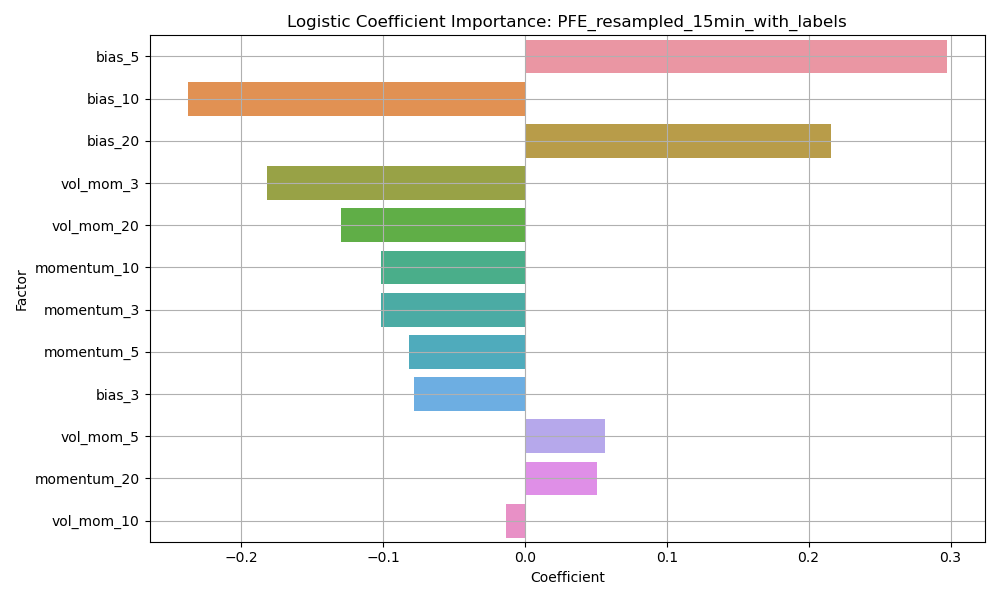 Logistic Coefficient Importance: PFE_resampled_15min_with_labels
bias_5
bias_10
bias_20
vol_mom_3
vol_mom_20
momentum_10
momentum_3
momentum_5
bias_3
vol_mom_5
momentum_20
vol_mom_10
Factor
−0.2 −0.1 0.0 0.1 0.2 0.3
Coefficient